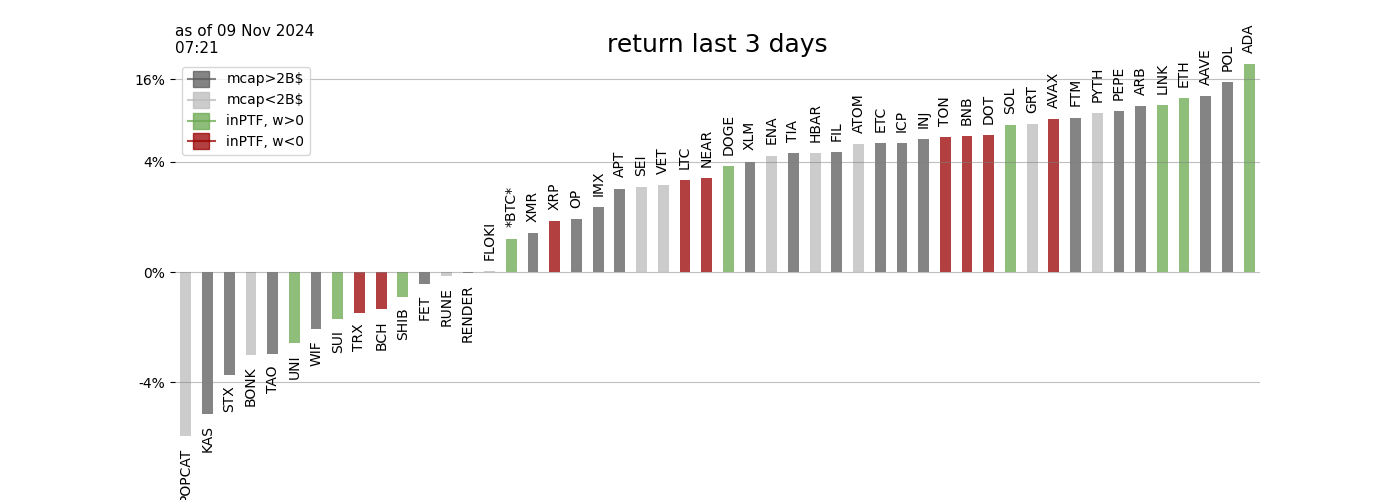 as of 09 Nov 2024
07:21
return last 3 days
mcap>2B$
mcap<2B$
inPTF, w>0
inPTF, w<0
16%
4%
0%
-4%
POPCAT
KAS
STX
BONK
TAO
UNI
WIF
SUI
TRX
BCH
SHIB
FET
RUNE
RENDER
FLOKI
*BTC*
XMR
XRP
OP
IMX
APT
SEI
VET
LTC
NEAR
DOGE
XLM
ENA
TIA
HBAR
FIL
ATOM
ETC
ICP
INJ
TON
BNB
DOT
SOL
GRT
AVAX
FTM
PYTH
PEPE
ARB
LINK
ETH
AAVE
POL
ADA